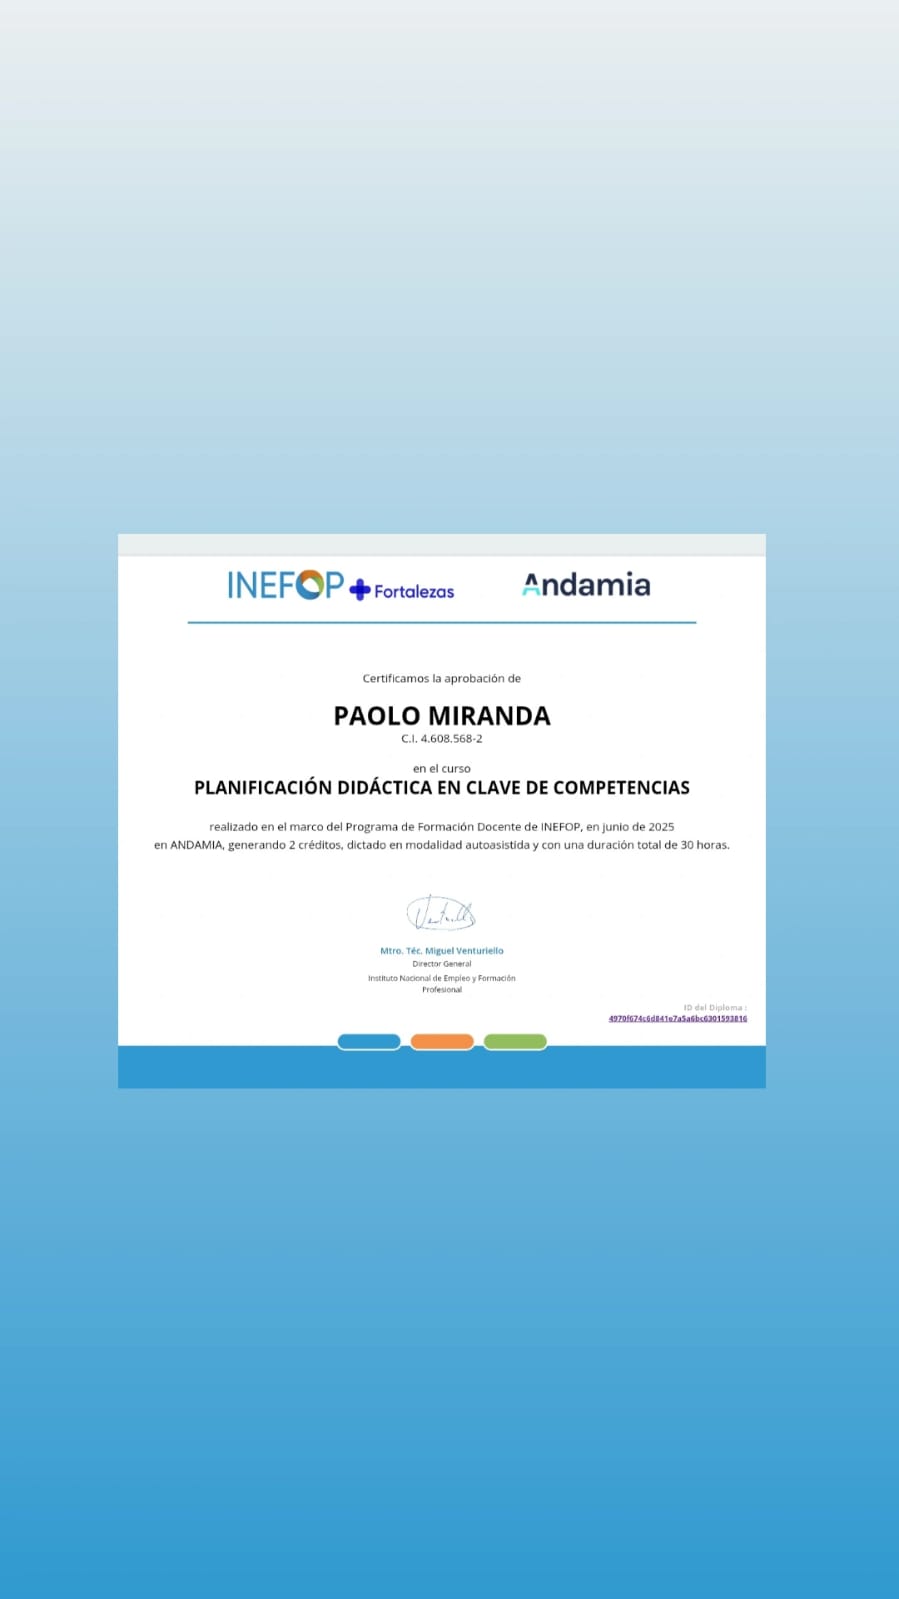 INEFOP + Fortalezas
Andamia
Certificamos la aprobación de
PAOLO MIRANDA
C.I. 4.608.568-2
en el curso
PLANIFICACIÓN DIDÁCTICA EN CLAVE DE COMPETENCIAS
realizado en el marco del Programa de Formación Docente de INEFOP, en junio de 2025
en ANDAMIA, generando 2 créditos, dictado en modalidad autoasistida y con una duración total de 30 horas.
Mtro. Téc. Miguel Venturiello
Director General
Instituto Nacional de Empleo y Formación
Profesional
ID del Diploma :